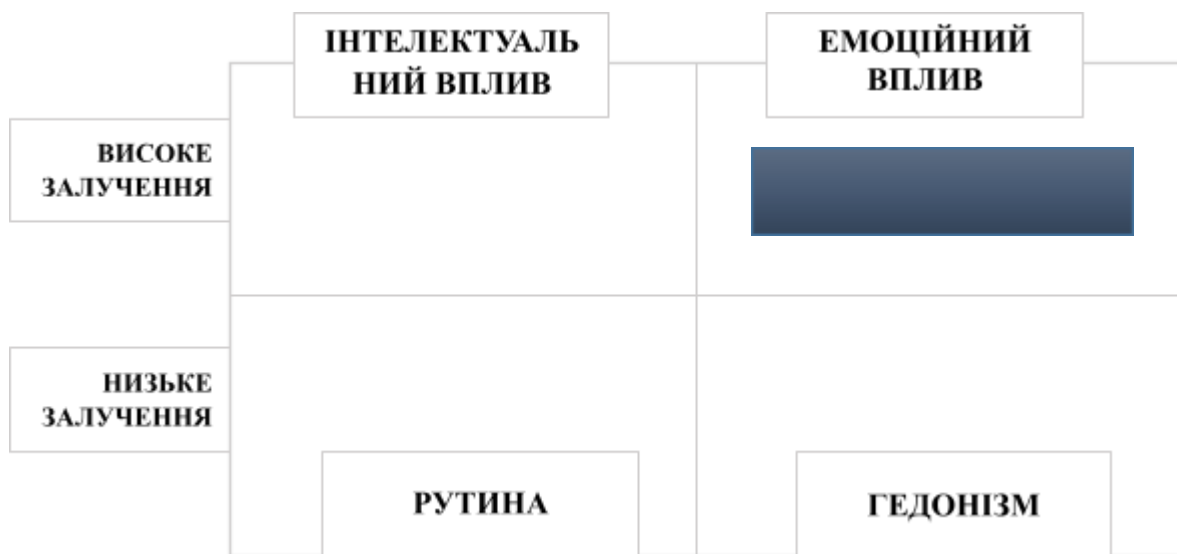 ІНТЕЛЕКТУАЛЬ
НИЙ ВПЛИВ
ЕМОЦІЙНИЙ
ВПЛИВ
ВИСОКЕ
ЗАЛУЧЕННЯ
НИЗЬКЕ
ЗАЛУЧЕННЯ
РУТИНА
ГЕДОНІЗМ